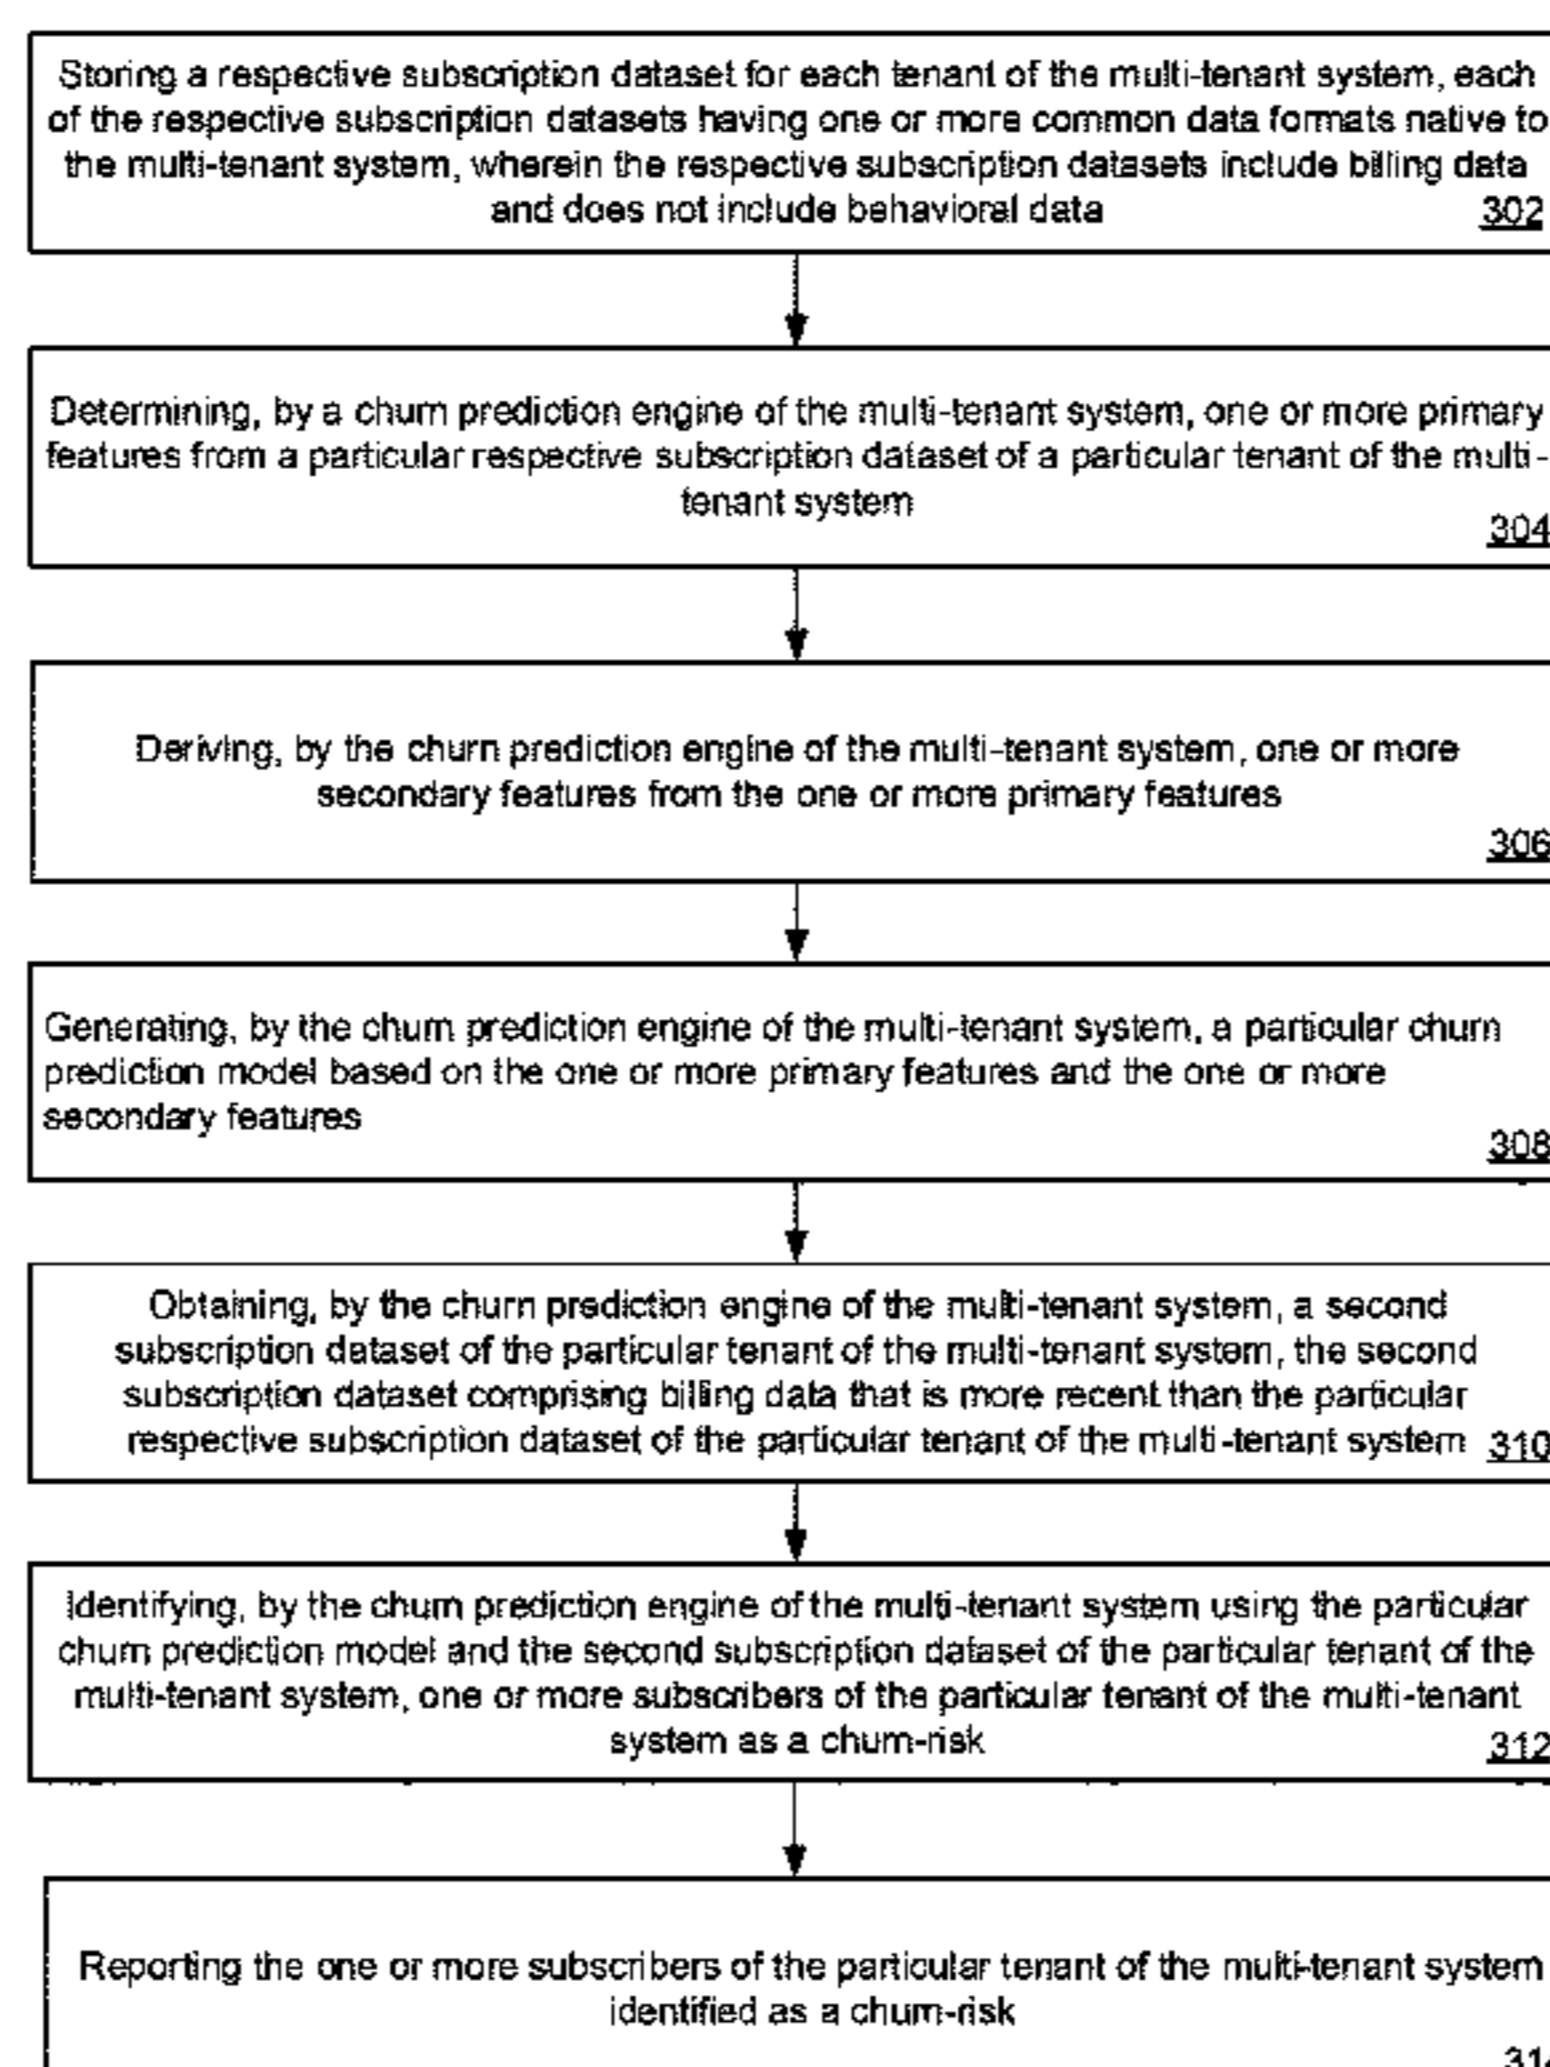 Storing a respective subscription dataset for each tenant of the multi-tenant system, each
of the respective subscription datasets having one or more common data formats native to
the multi-tenant system, wherein the respective subscription datasets include billing data
and does not include behavioral data
302
Determining, by a churn prediction engine of the multi-tenant system, one or more primary
features from a particular respective subscription dataset of a particular tenant of the multi-
tenant system
304
Deriving, by the churn prediction engine of the multi-tenant system, one or more
secondary features from the one or more primary features
306
Generating, by the churn prediction engine of the multi-tenant system, a particular churn
prediction model based on the one or more primary features and the one or more
secondary features
308
Obtaining, by the churn prediction engine of the multi-tenant system, a second
subscription dataset of the particular tenant of the multi-tenant system, the second
subscription dataset comprising billing data that is more recent than the particular
respective subscription dataset of the particular tenant of the multi-tenant system
310
Identifying, by the churn prediction engine of the multi-tenant system using the particular
churn prediction model and the second subscription dataset of the particular tenant of the
multi-tenant system, one or more subscribers of the particular tenant of the multi-tenant
system as a churn-risk
312
Reporting the one or more subscribers of the particular tenant of the multi-tenant system
identified as a churn-risk